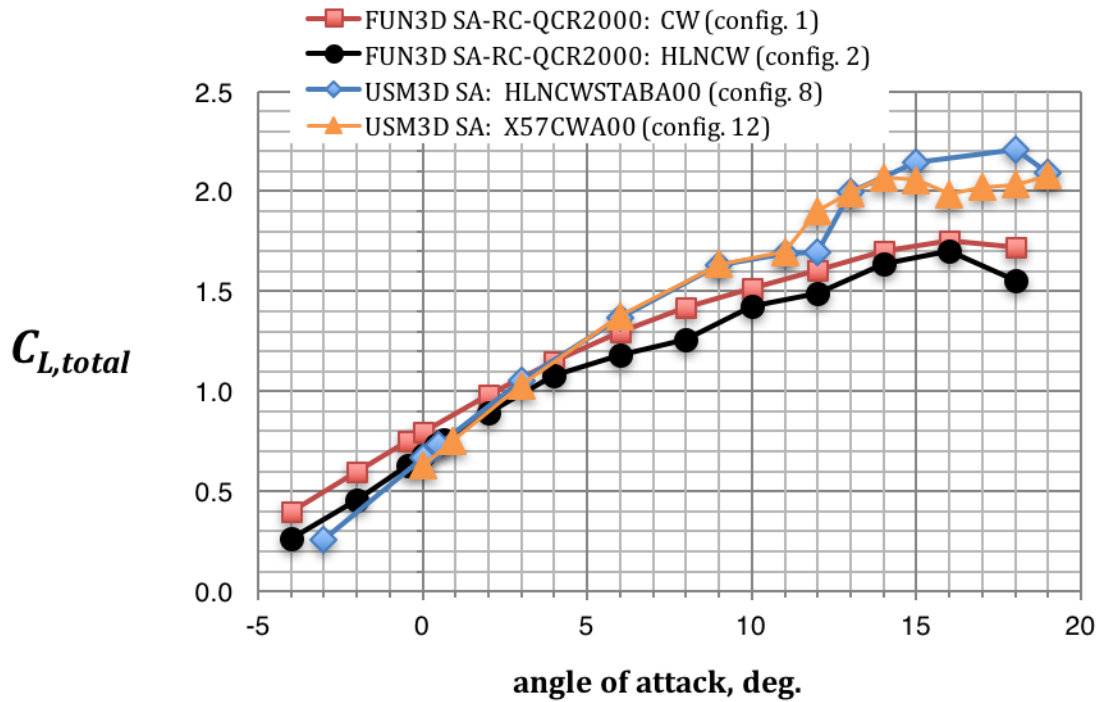 FUN3D SA-RC-QCR2000: CW (config. 1)
FUN3D SA-RC-QCR2000: HLNCW (config. 2)
USM3D SA: HLNCWSTABA00 (config. 8)
USM3D SA: X57CWA00 (config. 12)
2.5
2.0
1.5
1.0
0.5
0.0
C_L,total
-5
0
5
10
15
20
angle of attack, deg.